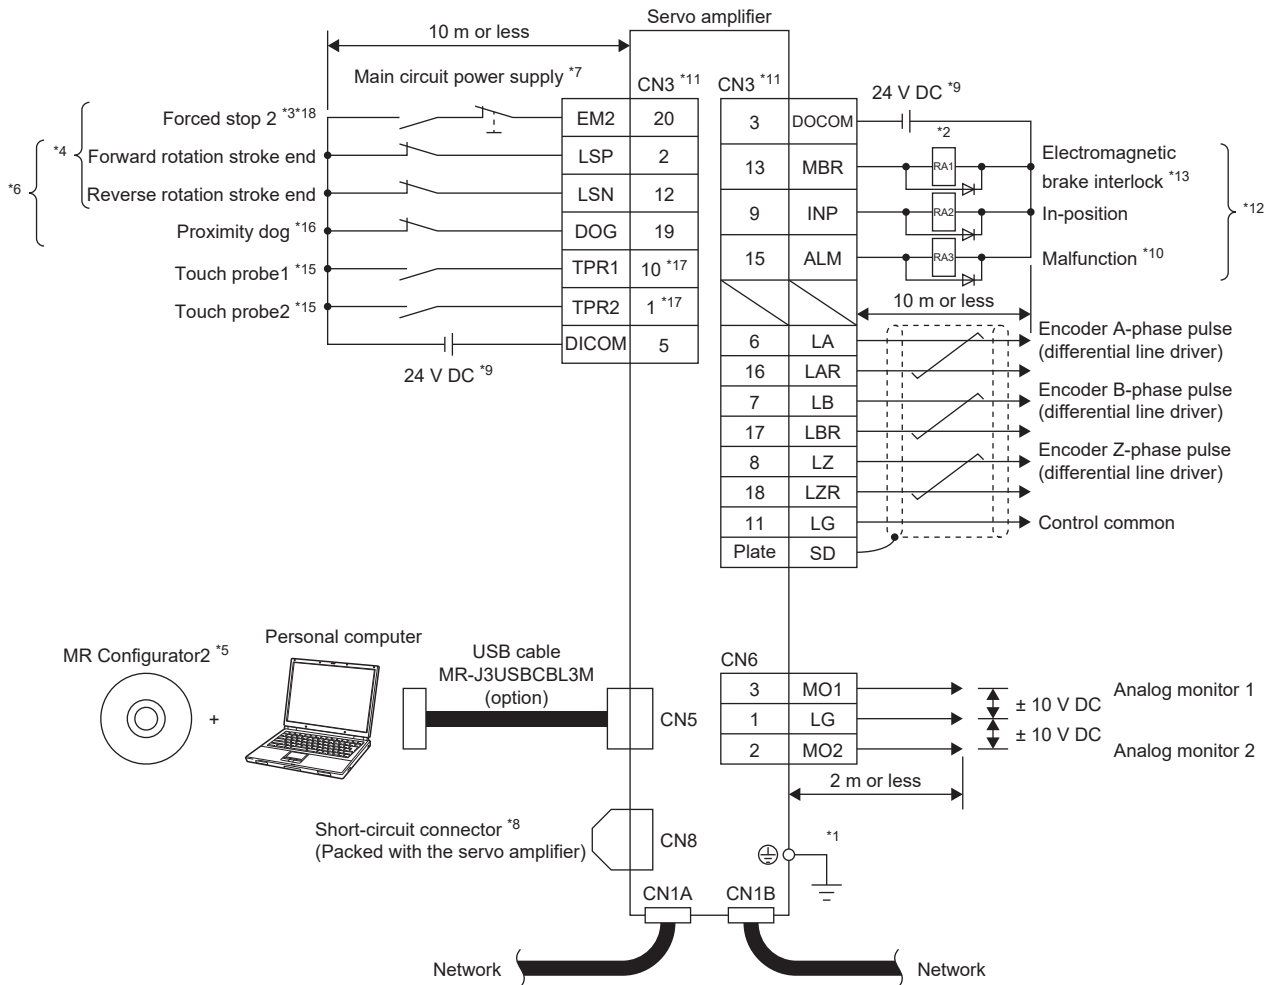 Servo amplifier
10 m or less
Main circuit power supply *7
CN3 *11
Forced stop 2 *3*18
EM2 20
*4
Forward rotation stroke end
LSP 2
*6
Reverse rotation stroke end
LSN 12
Proximity dog *16
DOG 19
Touch probe1 *15
TPR1 10 *17
Touch probe2 *15
TPR2 1 *17
DICOM 5
24 V DC *9
CN3 *11
24 V DC *9
3 DOCOM
*2
13 MBR
RA1
Electromagnetic
brake interlock *13
9 INP
RA2
In-position
*12
15 ALM
RA3
Malfunction *10
10 m or less
6 LA
Encoder A-phase pulse
(differential line driver)
16 LAR
7 LB
Encoder B-phase pulse
(differential line driver)
17 LBR
8 LZ
Encoder Z-phase pulse
(differential line driver)
18 LZR
11 LG
Control common
Plate SD
MR Configurator2 *5
+
Personal computer
USB cable
MR-J3USBCBL3M
(option)
CN5
CN6
3 MO1
Analog monitor 1
± 10 V DC
1 LG
± 10 V DC
2 MO2
Analog monitor 2
2 m or less
Short-circuit connector *8
(Packed with the servo amplifier)
CN8
*1
CN1A
CN1B
Network
Network